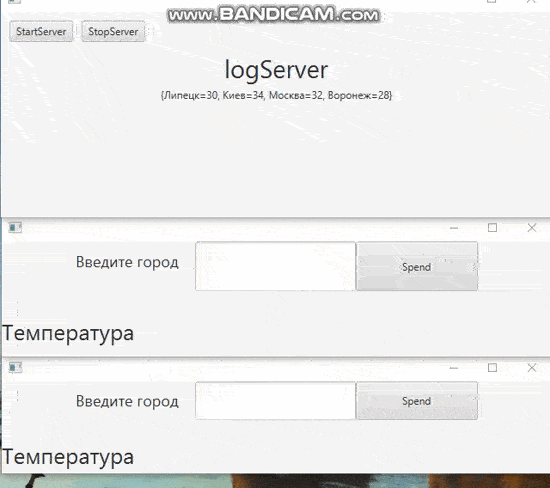 www.BANDICAM.com
StartServer StopServer
logServer
{Липецк=30, Киев=34, Москва=32, Воронеж=28}
Введите город Spend
Температура
Введите город Spend
Температура